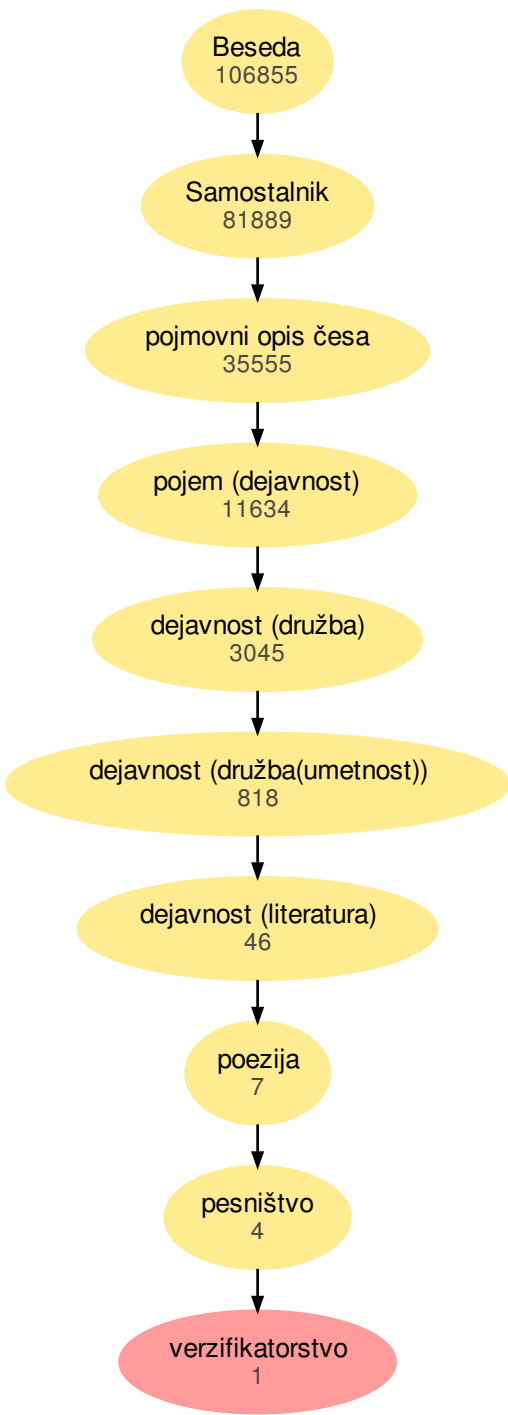 Beseda
106855
Samostalnik
81889
pojmovni opis česa
35555
pojem (dejavnost)
11634
dejavnost (družba)
3045
dejavnost (družba(umetnost))
818
dejavnost (literatura)
46
poezija
7
pesništvo
4
verzifikatorstvo
1